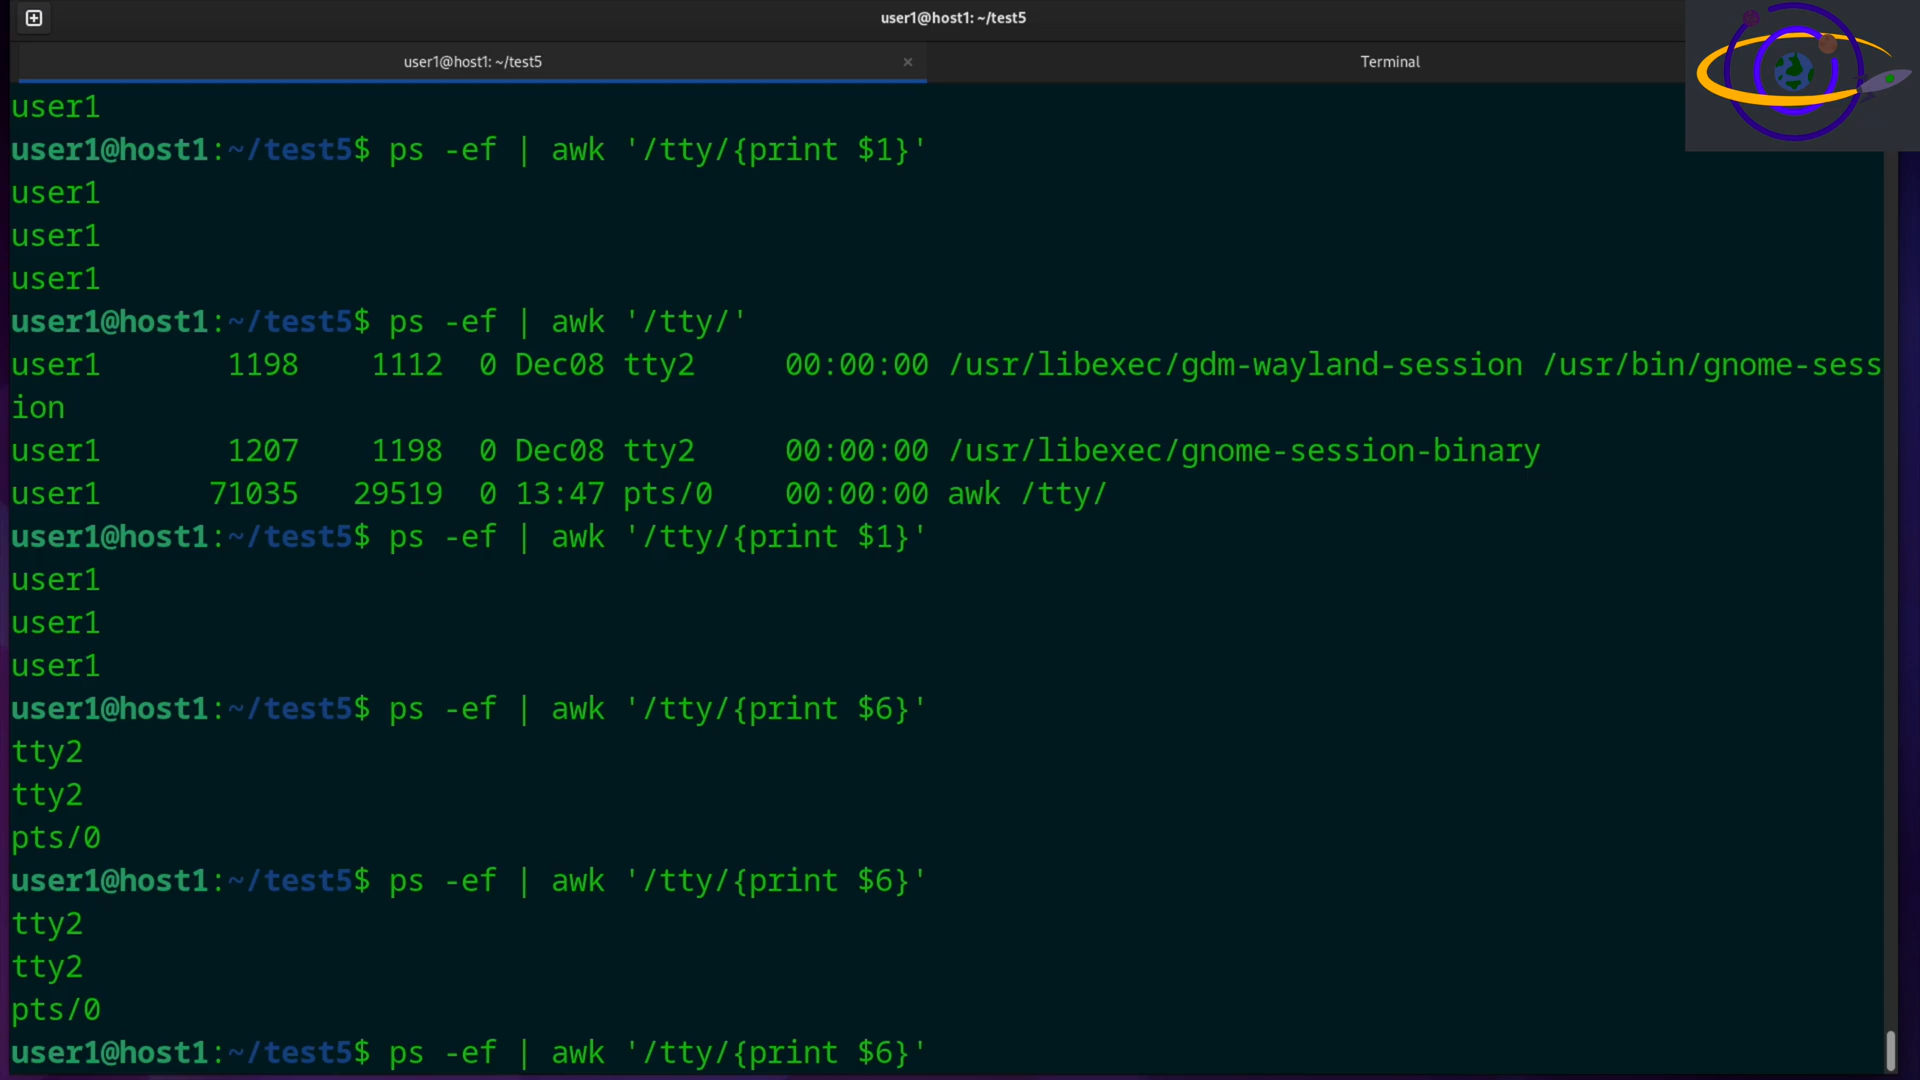 user1@host1: ~/test5
user1@host1: ~/test5 × Terminal
user1
user1@host1:~/test5$ ps -ef | awk '/tty/{print $1}'
user1
user1
user1
user1@host1:~/test5$ ps -ef | awk '/tty/'
user1 1198 1112 0 Dec08 tty2 00:00:00 /usr/libexec/gdm-wayland-session /usr/bin/gnome-sess
ion
user1 1207 1198 0 Dec08 tty2 00:00:00 /usr/libexec/gnome-session-binary
user1 71035 29519 0 13:47 pts/0 00:00:00 awk /tty/
user1@host1:~/test5$ ps -ef | awk '/tty/{print $1}'
user1
user1
user1
user1@host1:~/test5$ ps -ef | awk '/tty/{print $6}'
tty2
tty2
pts/0
user1@host1:~/test5$ ps -ef | awk '/tty/{print $6}'
tty2
tty2
pts/0
user1@host1:~/test5$ ps -ef | awk '/tty/{print $6}'